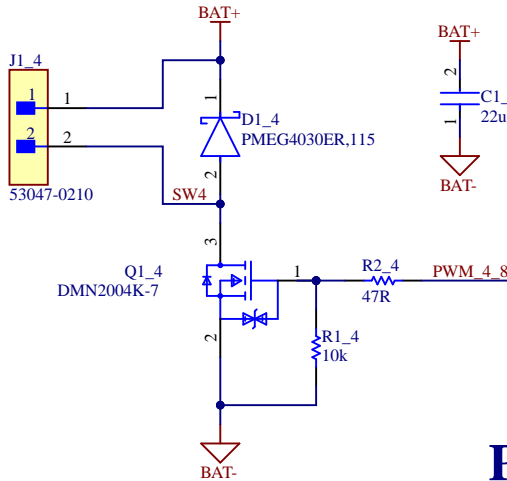 BAT+
J1_4
1
1
2
2
53047-0210
1
D1_4
PMEG4030ER,115
2
SW4
BAT+
2
C1_
22u
1
BAT-
3
Q1_4
DMN2004K-7
1
2
R2_4
47R
PWM_4_8
R1_4
10k
BAT-